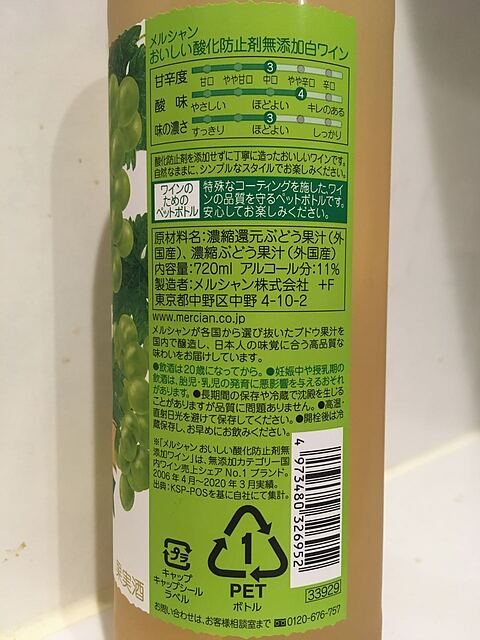 メルシャン
おいしい酸化防止剤無添加白ワイン
甘辛度
3
甘口 やや甘口 中口 やや辛口 辛口
酸味
4
やさしい ほどよい キレのある
味の濃さ
3
すっきり ほどよい しっかり
酸化防止剤を添加せずに丁寧に造ったおいしいワインです。
自然なままに、シンプルなスタイルでお楽しみください。
ワインの
ための
ペットボトル
特殊なコーティングを施した、ワイ
ンの品質を守るペットボトルです。
安心してお楽しみください。
原材料名:濃縮還元ぶどう果汁(外
国産)、濃縮ぶどう果汁(外国産)
内容量:720ml アルコール分:11%
製造者:メルシャン株式会社 +F
東京都中野区中野 4-10-2
www.mercian.co.jp
メルシャンが各国から選び抜いたブドウ果汁を
国内で醸造し、日本人の味覚に合う高品質な
味わいをお届けしています。
●飲酒は20歳になってから。●妊娠中や授乳期の
飲酒は、胎児・乳児の発育に悪影響を与えるおそれ
があります。●長期間の保存や冷蔵で沈殿を生じる
ことがありますが品質に問題ありません。●高温・
直射日光を避けて保存してください。●開栓後は冷
蔵保存し、お早めにお飲みください。
※「メルシャン おいしい酸化防止剤無
添加ワイン」は、無添加カテゴリー国
内ワイン売上シェア No.1 ブランド。
2006年4月~2020年3月実績。
出典:KSP-POSを基に自社にて集計。
4 973480 326952
プラ
キャップ
キャップシール
ラベル
1
PET
ボトル
33929
果実酒
お問い合わせは、お客様相談室まで 0120-676-757